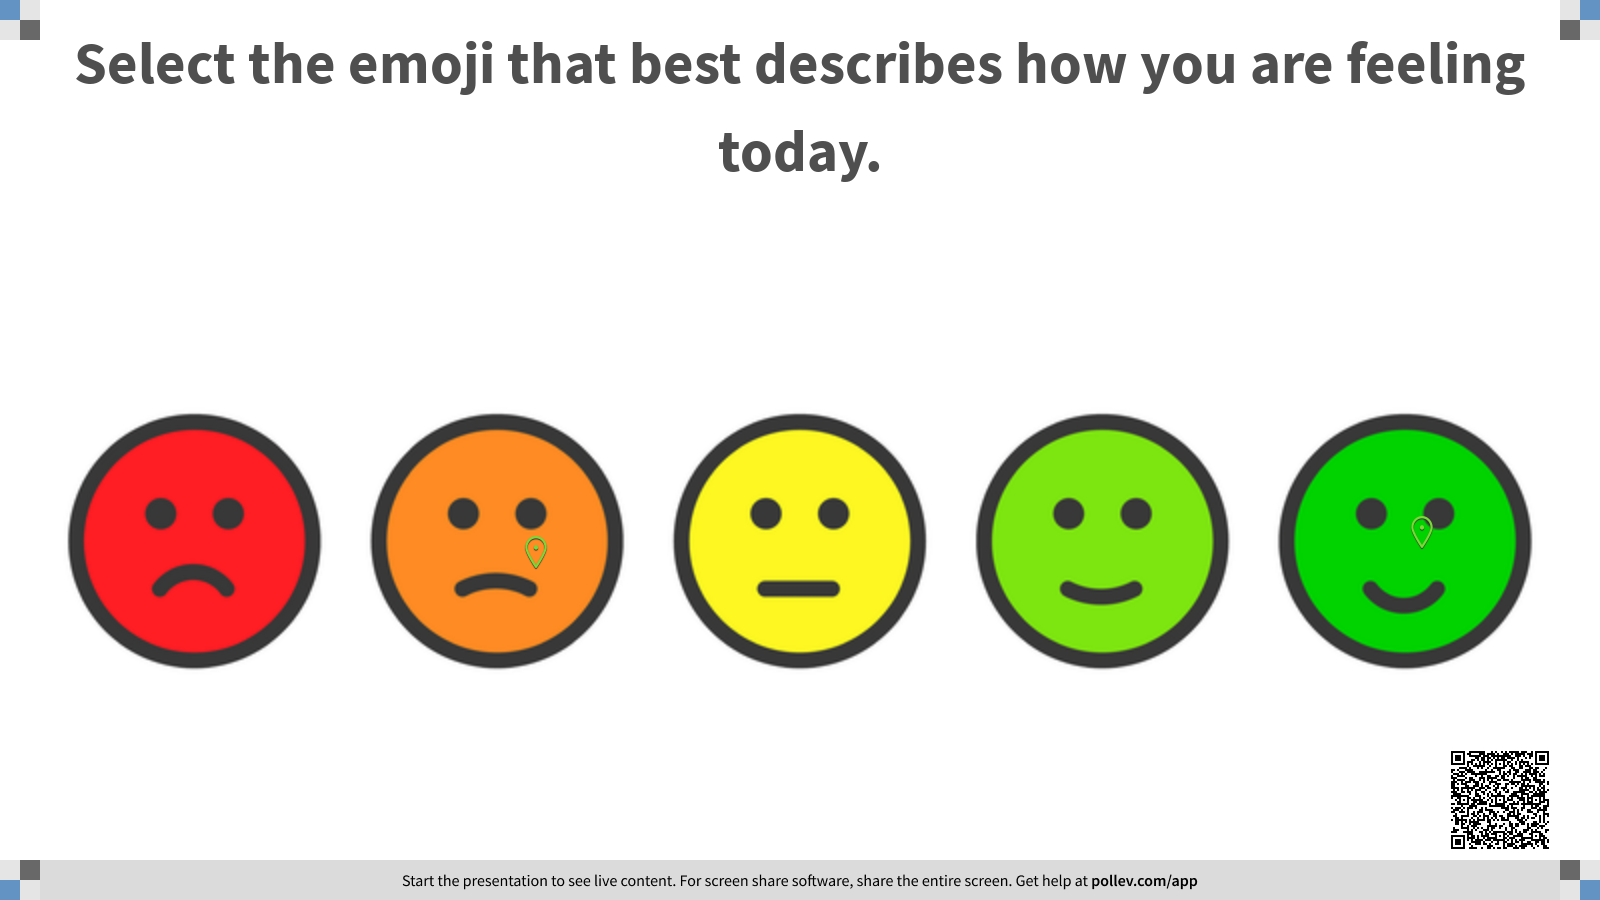 Select the emoji that best describes how you are feeling
today.
Start the presentation to see live content. For screen share software, share the entire screen. Get help at pollev.com/app